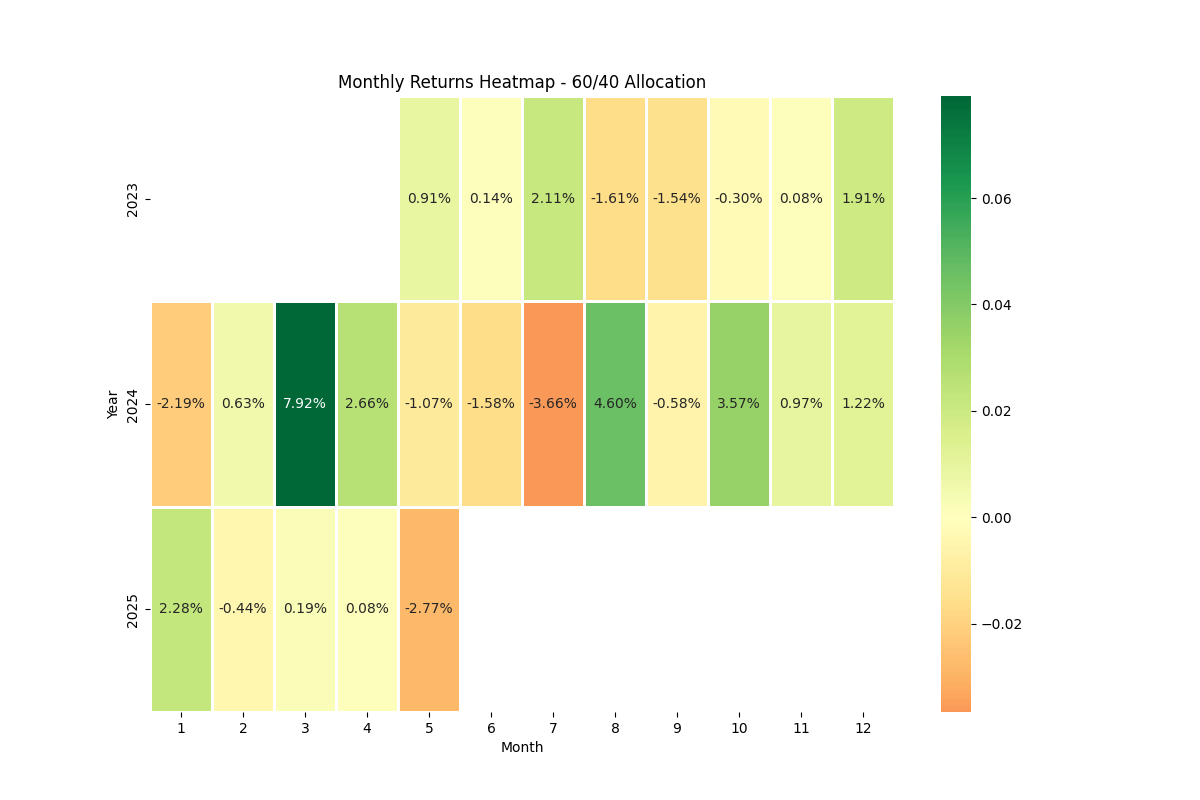 Monthly Returns Heatmap - 60/40 Allocation
2023
0.91% 0.14% 2.11% -1.61% -1.54% -0.30% 0.08% 1.91%
Year
2024
-2.19% 0.63% 7.92% 2.66% -1.07% -1.58% -3.66% 4.60% -0.58% 3.57% 0.97% 1.22%
2025
2.28% -0.44% 0.19% 0.08% -2.77%
1 2 3 4 5 6 7 8 9 10 11 12
Month
0.06
0.04
0.02
0.00
−0.02